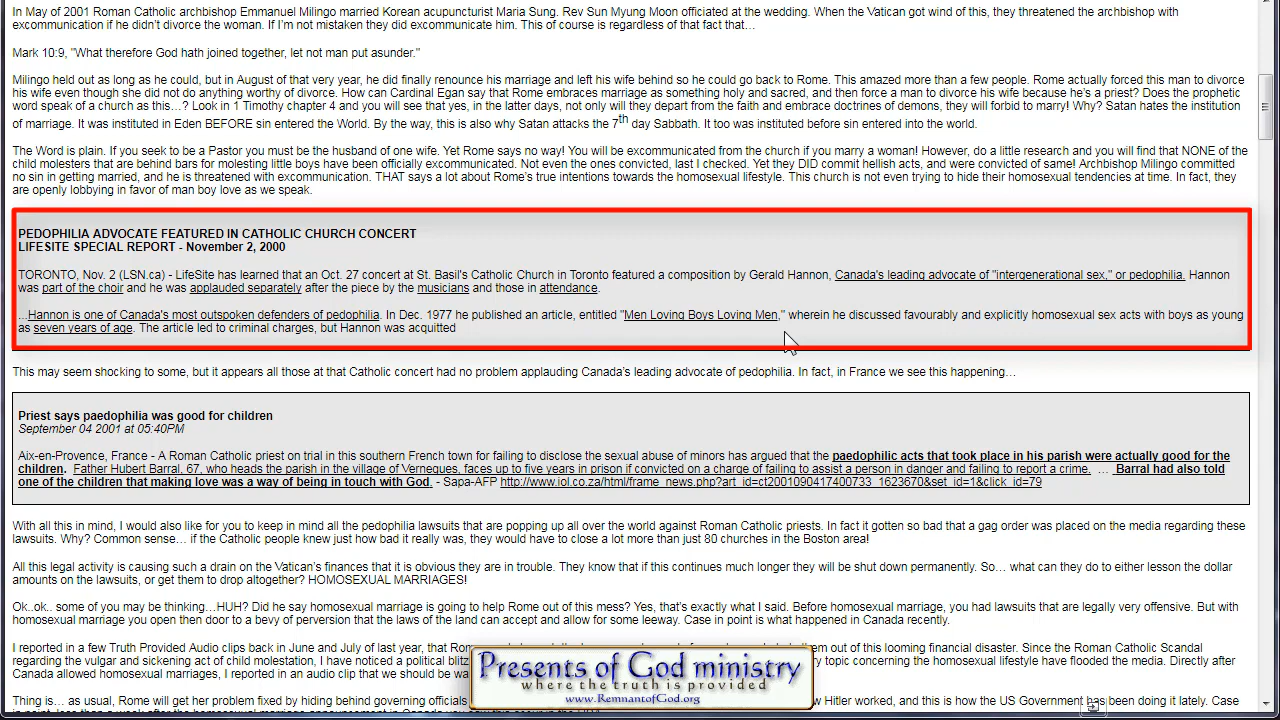 In May of 2001 Roman Catholic archbishop Emmanuel Milingo married Korean acupuncturist Maria Sung. Rev Sun Myung Moon officiated at the wedding. When the Vatican got wind of this, they threatened the archbishop with
excommunication if he didn't divorce the woman. If I'm not mistaken they did excommunicate him. This of course is regardless of that fact that…
Mark 10:9, "What therefore God hath joined together, let not man put asunder."
Milingo held out as long as he could, but in August of that very year, he did finally renounce his marriage and left his wife behind so he could go back to Rome. This amazed more than a few people. Rome actually forced this man to divorce
his wife even though she did not do anything worthy of divorce. How can Cardinal Egan say that Rome embraces marriage as something holy and sacred, and then force a man to divorce his wife because he's a priest? Does the prophetic
word speak of a church as this…? Look in 1 Timothy chapter 4 and you will see that yes, in the latter days, not only will they depart from the faith and embrace doctrines of demons, they will forbid to marry! Why? Satan hates the institution
of marriage. It was instituted in Eden BEFORE sin entered the World. By the way, this is also why Satan attacks the 7th day Sabbath. It too was instituted before sin entered into the world.
The Word is plain. If you seek to be a Pastor you must be the husband of one wife. Yet Rome says no way! You will be excommunicated from the church if you marry a woman! However, do a little research and you will find that NONE of the
child molesters that are behind bars for molesting little boys have been officially excommunicated. Not even the ones convicted, last I checked. Yet they DID commit hellish acts, and were convicted of same! Archbishop Milingo committed
no sin in getting married, and he is threatened with excommunication. THAT says a lot about Rome's true intentions towards the homosexual lifestyle. This church is not even trying to hide their homosexual tendencies at time. In fact, they
are openly lobbying in favor of man boy love as we speak.
PEDOPHILIA ADVOCATE FEATURED IN CATHOLIC CHURCH CONCERT
LIFESITE SPECIAL REPORT - November 2, 2000
TORONTO, Nov. 2 (LSN.ca) - LifeSite has learned that an Oct. 27 concert at St. Basil's Catholic Church in Toronto featured a composition by Gerald Hannon, Canada's leading advocate of "intergenerational sex," or pedophilia. Hannon
was part of the choir and he was applauded separately after the piece by the musicians and those in attendance.
...Hannon is one of Canada's most outspoken defenders of pedophilia. In Dec. 1977 he published an article, entitled "Men Loving Boys Loving Men," wherein he discussed favourably and explicitly homosexual sex acts with boys as young
as seven years of age. The article led to criminal charges, but Hannon was acquitted
This may seem shocking to some, but it appears all those at that Catholic concert had no problem applauding Canada's leading advocate of pedophilia. In fact, in France we see this happening…
Priest says paedophilia was good for children
September 04 2001 at 05:40PM
Aix-en-Provence, France - A Roman Catholic priest on trial in this southern French town for failing to disclose the sexual abuse of minors has argued that the paedophilic acts that took place in his parish were actually good for the
children. Father Hubert Barral, 67, who heads the parish in the village of Vernegues, faces up to five years in prison if convicted on a charge of failing to assist a person in danger and failing to report a crime. … Barral had also told
one of the children that making love was a way of being in touch with God. - Sapa-AFP http://www.iol.co.za/html/frame_news.php?art_id=ct2001090417400733_1623670&set_id=1&click_id=79
With all this in mind, I would also like for you to keep in mind all the pedophilia lawsuits that are popping up all over the world against Roman Catholic priests. In fact it gotten so bad that a gag order was placed on the media regarding these
lawsuits. Why? Common sense… if the Catholic people knew just how bad it really was, they would have to close a lot more than just 80 churches in the Boston area!
All this legal activity is causing such a drain on the Vatican's finances that it is obvious they are in trouble. They know that if this continues much longer they will be shut down permanently. So… what can they do to either lesson the dollar
amounts on the lawsuits, or get them to drop altogether? HOMOSEXUAL MARRIAGES!
Ok..ok.. some of you may be thinking…HUH? Did he say homosexual marriage is going to help Rome out of this mess? Yes, that's exactly what I said. Before homosexual marriage, you had lawsuits that are legally very offensive. But with
homosexual marriage you open then door to a bevy of perversion that the laws of the land can accept and allow for some leeway. Case in point is what happened in Canada recently.
I reported in a few Truth Provided Audio clips back in June and July of last year, that out of this looming financial disaster. Since the Roman Catholic Scandal
regarding the vulgar and sickening act of child molestation, I have noticed a political topic concerning the homosexual lifestyle have flooded the media. Directly after
Canada allowed homosexual marriages, I reported in an audio clip that we should be
Thing is… as usual, Rome will get her problem fixed by hiding behind governing Hitler worked, and this is how the US Government has been doing it lately. Case
Presents of God ministry
where the truth is provided
www.RemnantofGod.org